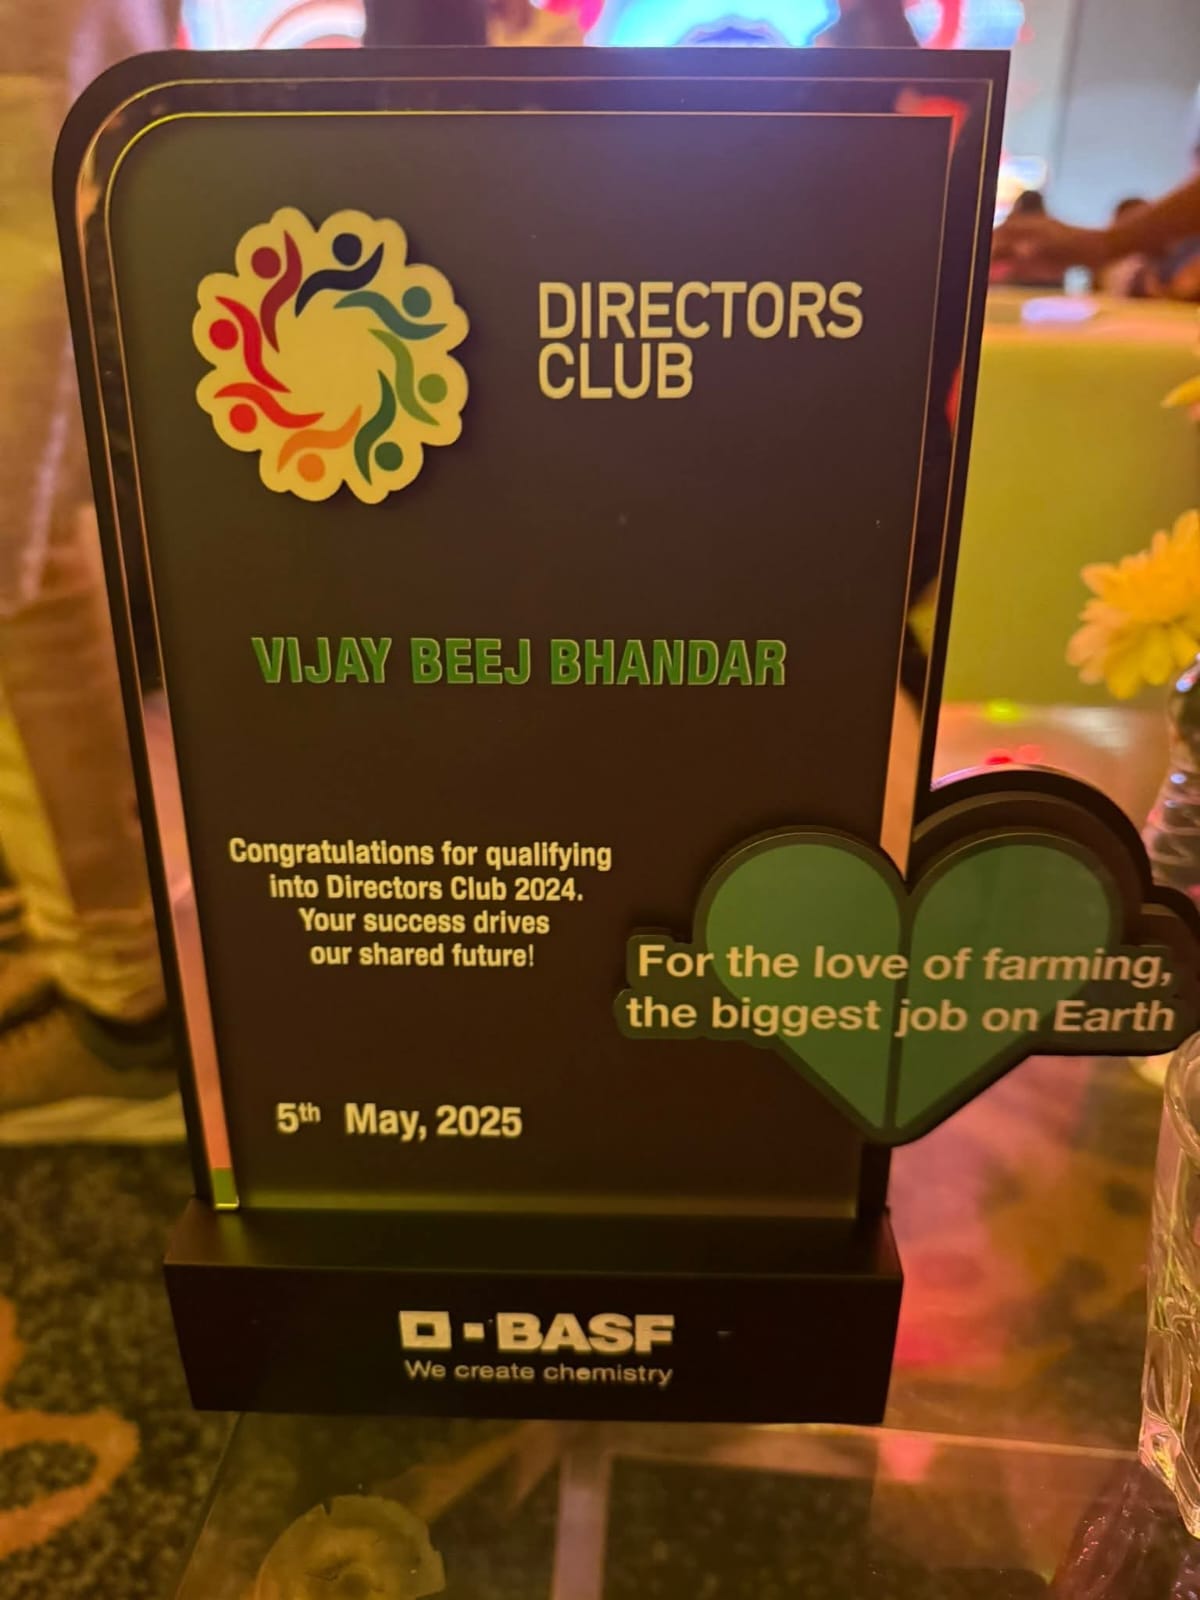 DIRECTORS
CLUB
VIJAY BEEJ BHANDAR
Congratulations for qualifying
into Directors Club 2024.
Your success drives
our shared future!
For the love of farming,
the biggest job on Earth
5th May, 2025
BASF
We create chemistry